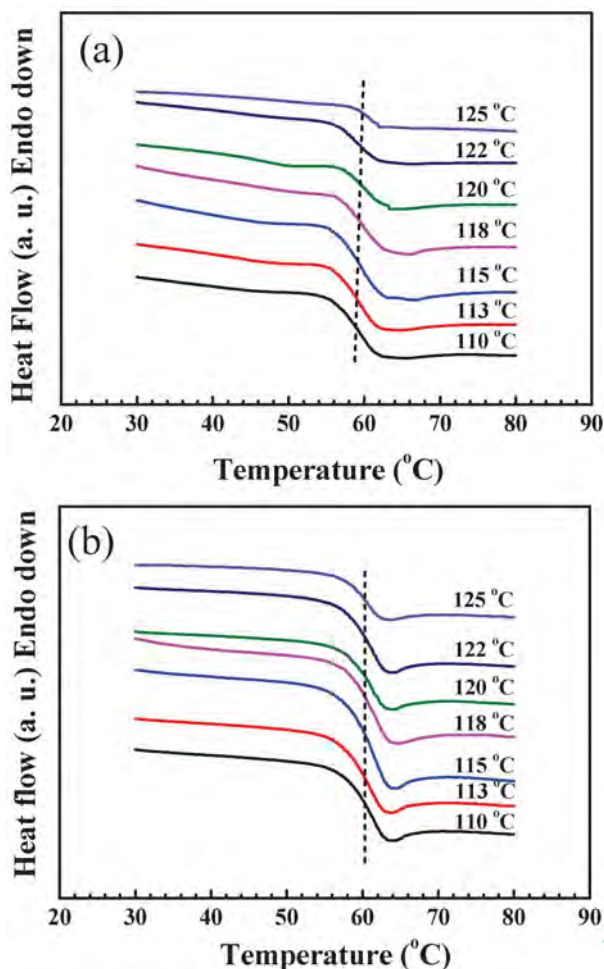 (a)
Heat Flow (a. u.) Endo down
125 °C
122 °C
120 °C
118 °C
115 °C
113 °C
110 °C
20 30 40 50 60 70 80 90
Temperature (°C)
(b)
Heat flow (a. u.) Endo down
125 °C
122 °C
120 °C
118 °C
115 °C
113 °C
110 °C
20 30 40 50 60 70 80 90
Temperature (°C)